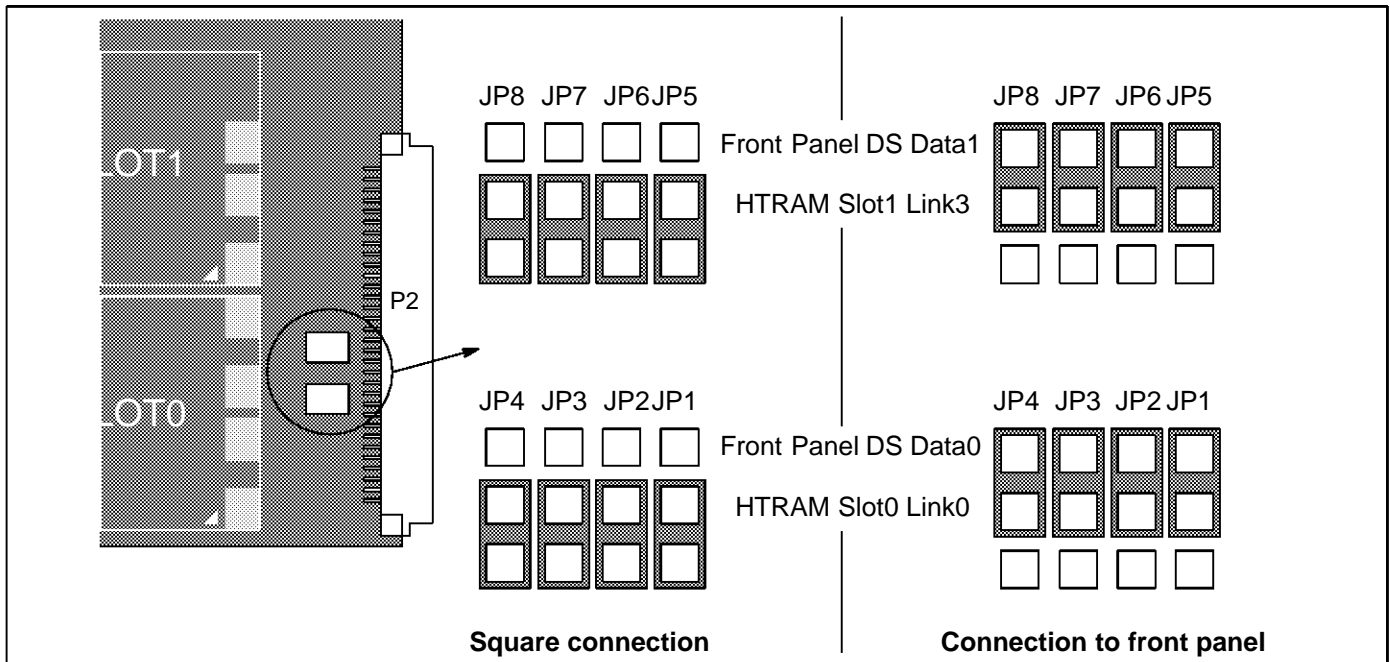 JP8 JP7 JP6 JP5
Front Panel DS Data1
HTRAM Slot1 Link3
JP8 JP7 JP6 JP5
LOT1
P2
LOT0
JP4 JP3 JP2 JP1
Front Panel DS Data0
HTRAM Slot0 Link0
JP4 JP3 JP2 JP1
Square connection
Connection to front panel